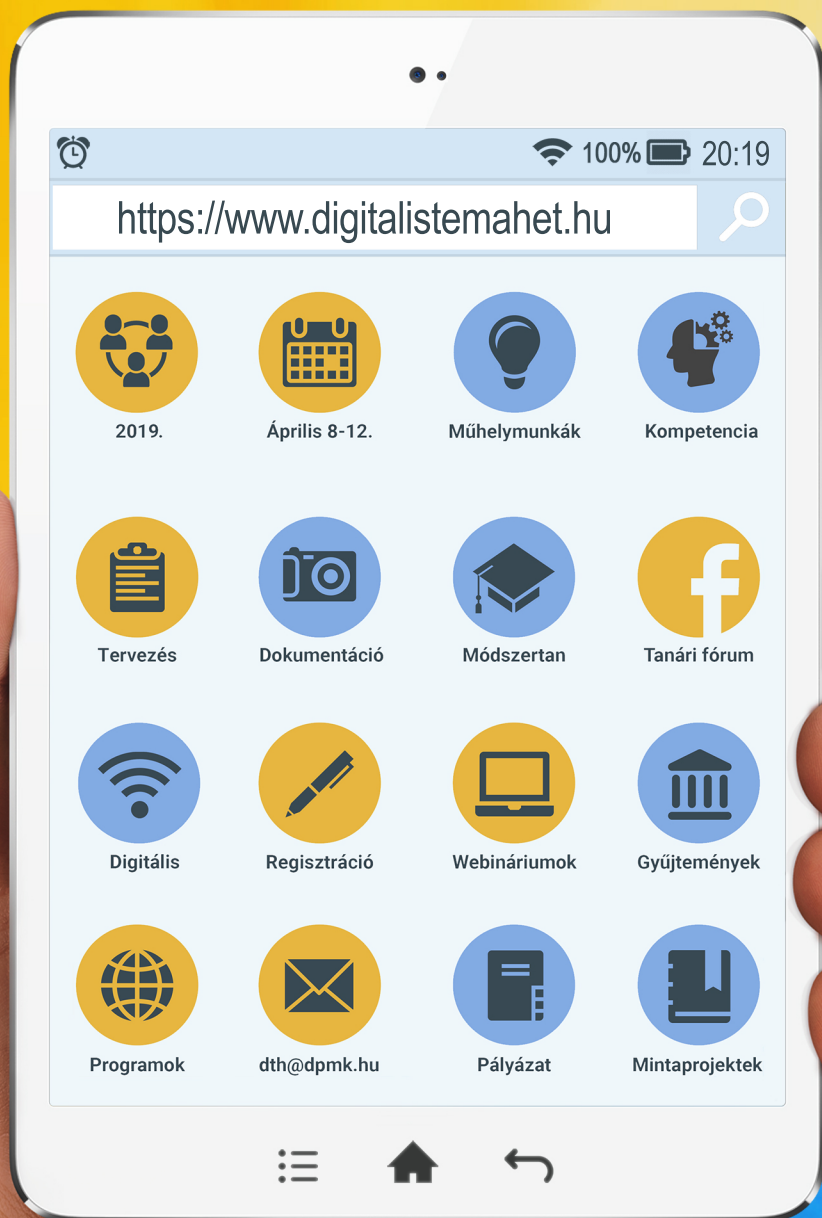 100% 20:19
https://www.digitalistemahet.hu
2019. Április 8-12. Műhelymunkák Kompetencia
Tervezés Dokumentáció Módszertan Tanári fórum
Digitális Regisztráció Webináriumok Gyűjtemények
Programok dth@dpmk.hu Pályázat Mintaprojektek